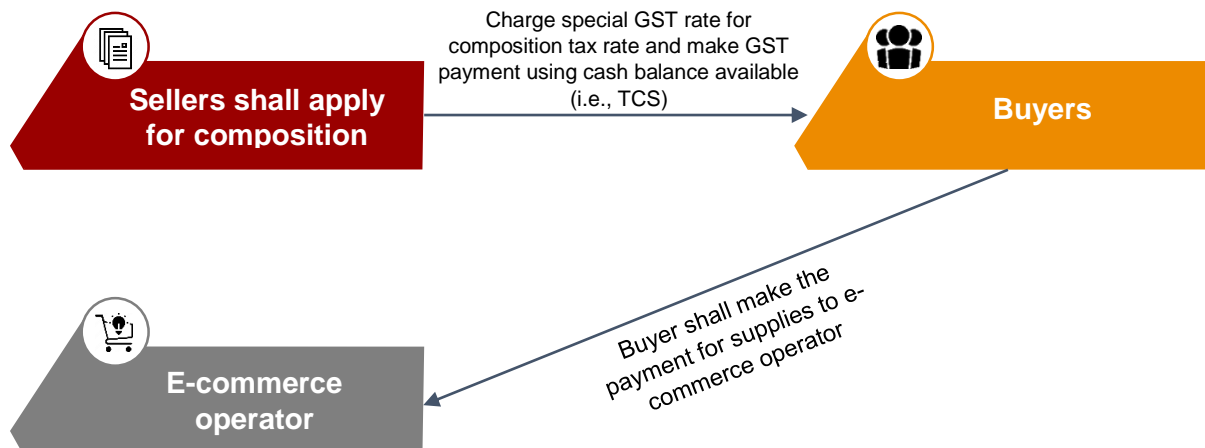 Charge special GST rate for
composition tax rate and make GST
payment using cash balance available
(i.e., TCS)
Sellers shall apply
for composition
Buyers
Buyer shall make the
payment for supplies to e-
commerce operator
E-commerce
operator